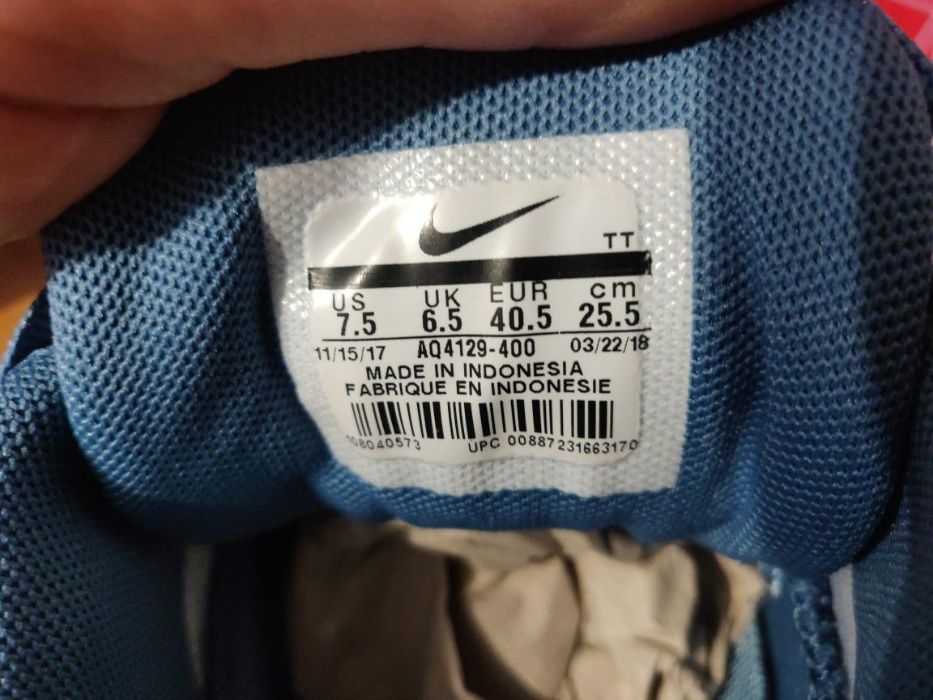 TT
US UK EUR cm
7.5 6.5 40.5 25.5
11/15/17 AQ4129-400 03/22/18
MADE IN INDONESIA
FABRIQUE EN INDONESIE
108040573 UPC 00887231663170